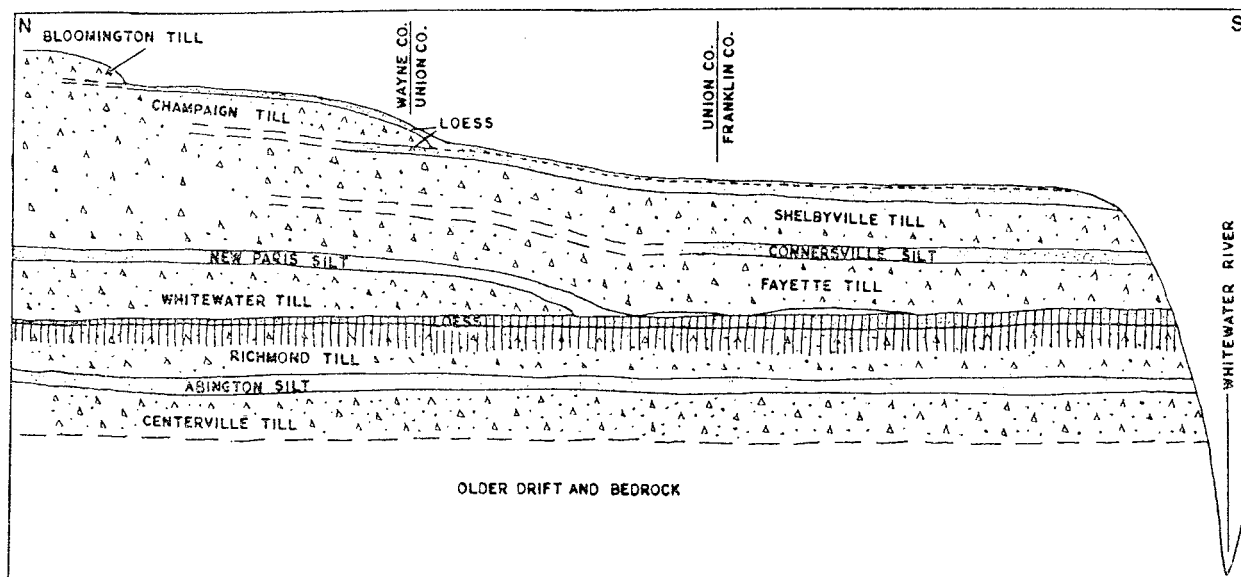 N
S
BLOOMINGTON TILL
WAYNE CO.
UNION CO.
UNION CO.
FRANKLIN CO.
CHAMPAIGN TILL
LOESS
SHELBYVILLE TILL
CONNERSVILLE SILT
NEW PARIS SILT
FAYETTE TILL
WHITEWATER TILL
LOESS
RICHMOND TILL
ABINGTON SILT
CENTERVILLE TILL
WHITEWATER RIVER
OLDER DRIFT AND BEDROCK